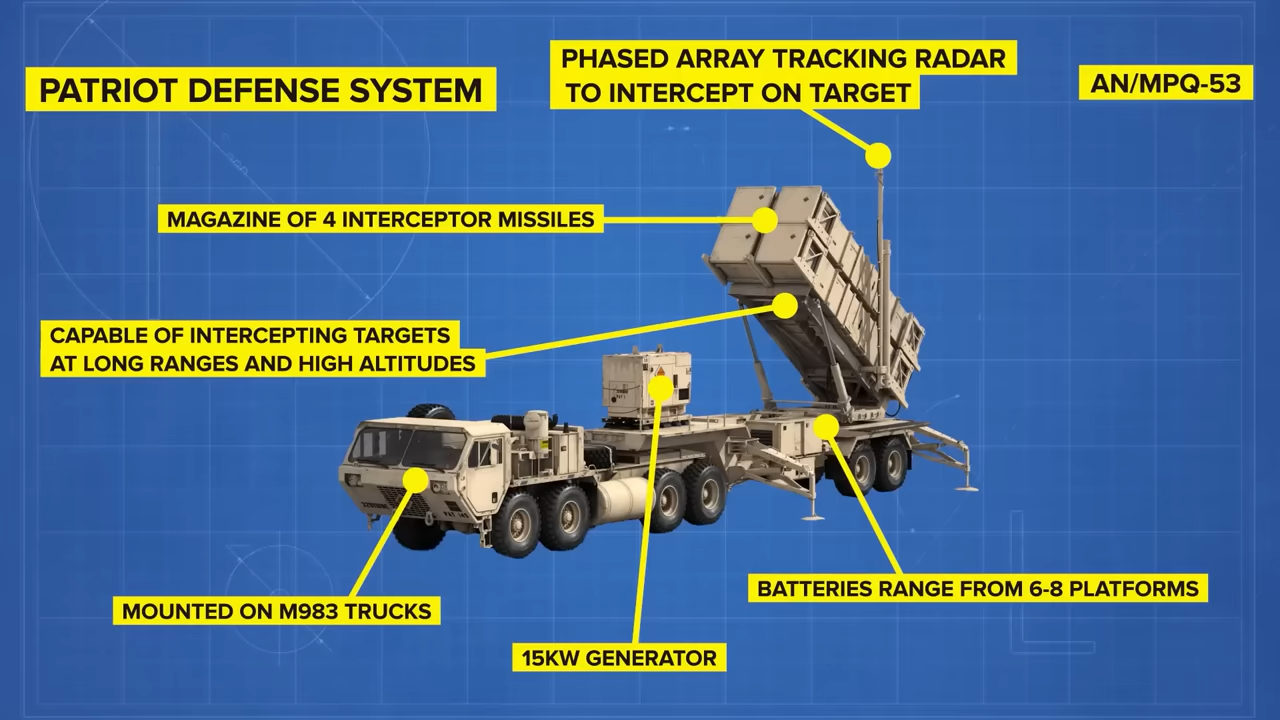 PATRIOT DEFENSE SYSTEM
PHASED ARRAY TRACKING RADAR
TO INTERCEPT ON TARGET
AN/MPQ-53
MAGAZINE OF 4 INTERCEPTOR MISSILES
CAPABLE OF INTERCEPTING TARGETS
AT LONG RANGES AND HIGH ALTITUDES
MOUNTED ON M983 TRUCKS
15KW GENERATOR
BATTERIES RANGE FROM 6-8 PLATFORMS